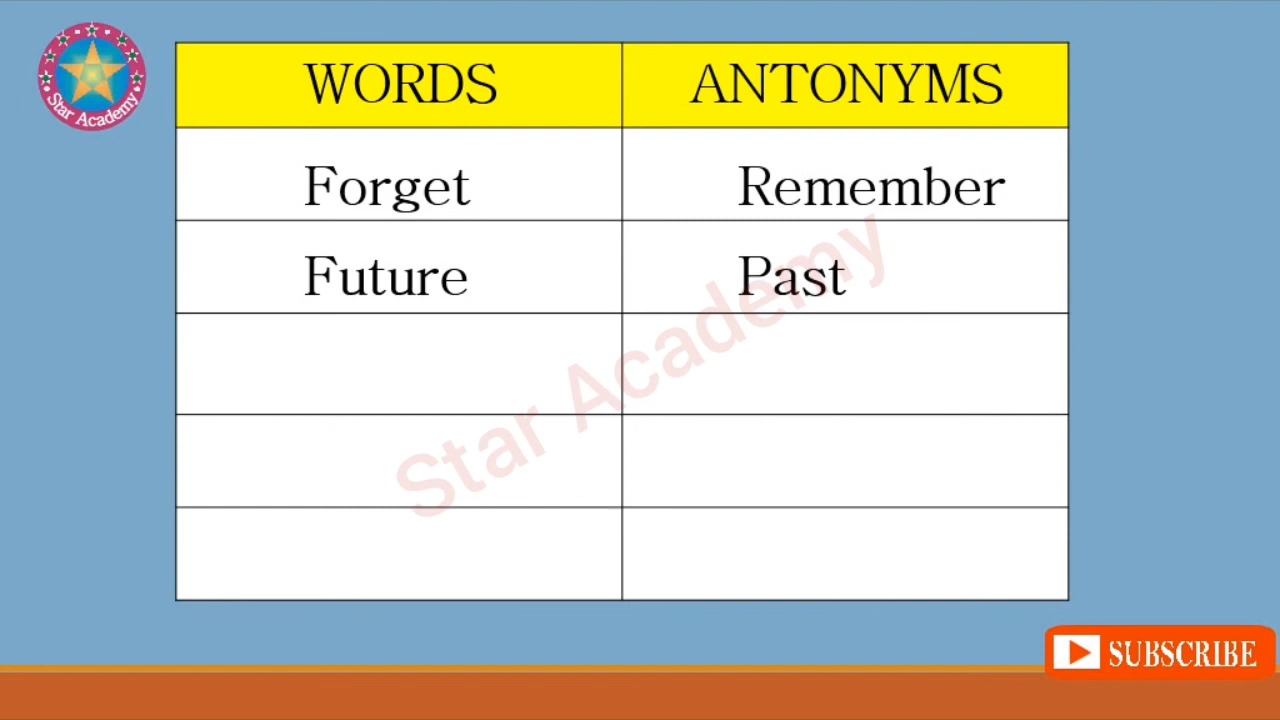 Star Academy
WORDS ANTONYMS
Forget Remember
Future Past
Star Academy
SUBSCRIBE